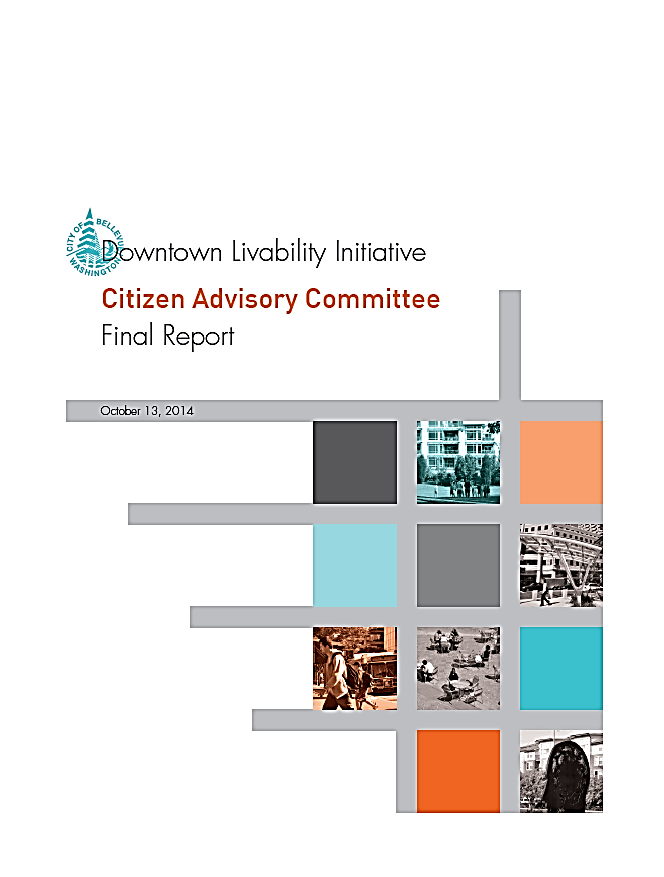 CITY OF BELLEVUE
WASHINGTON
Downtown Livability Initiative
Citizen Advisory Committee
Final Report
October 13, 2014